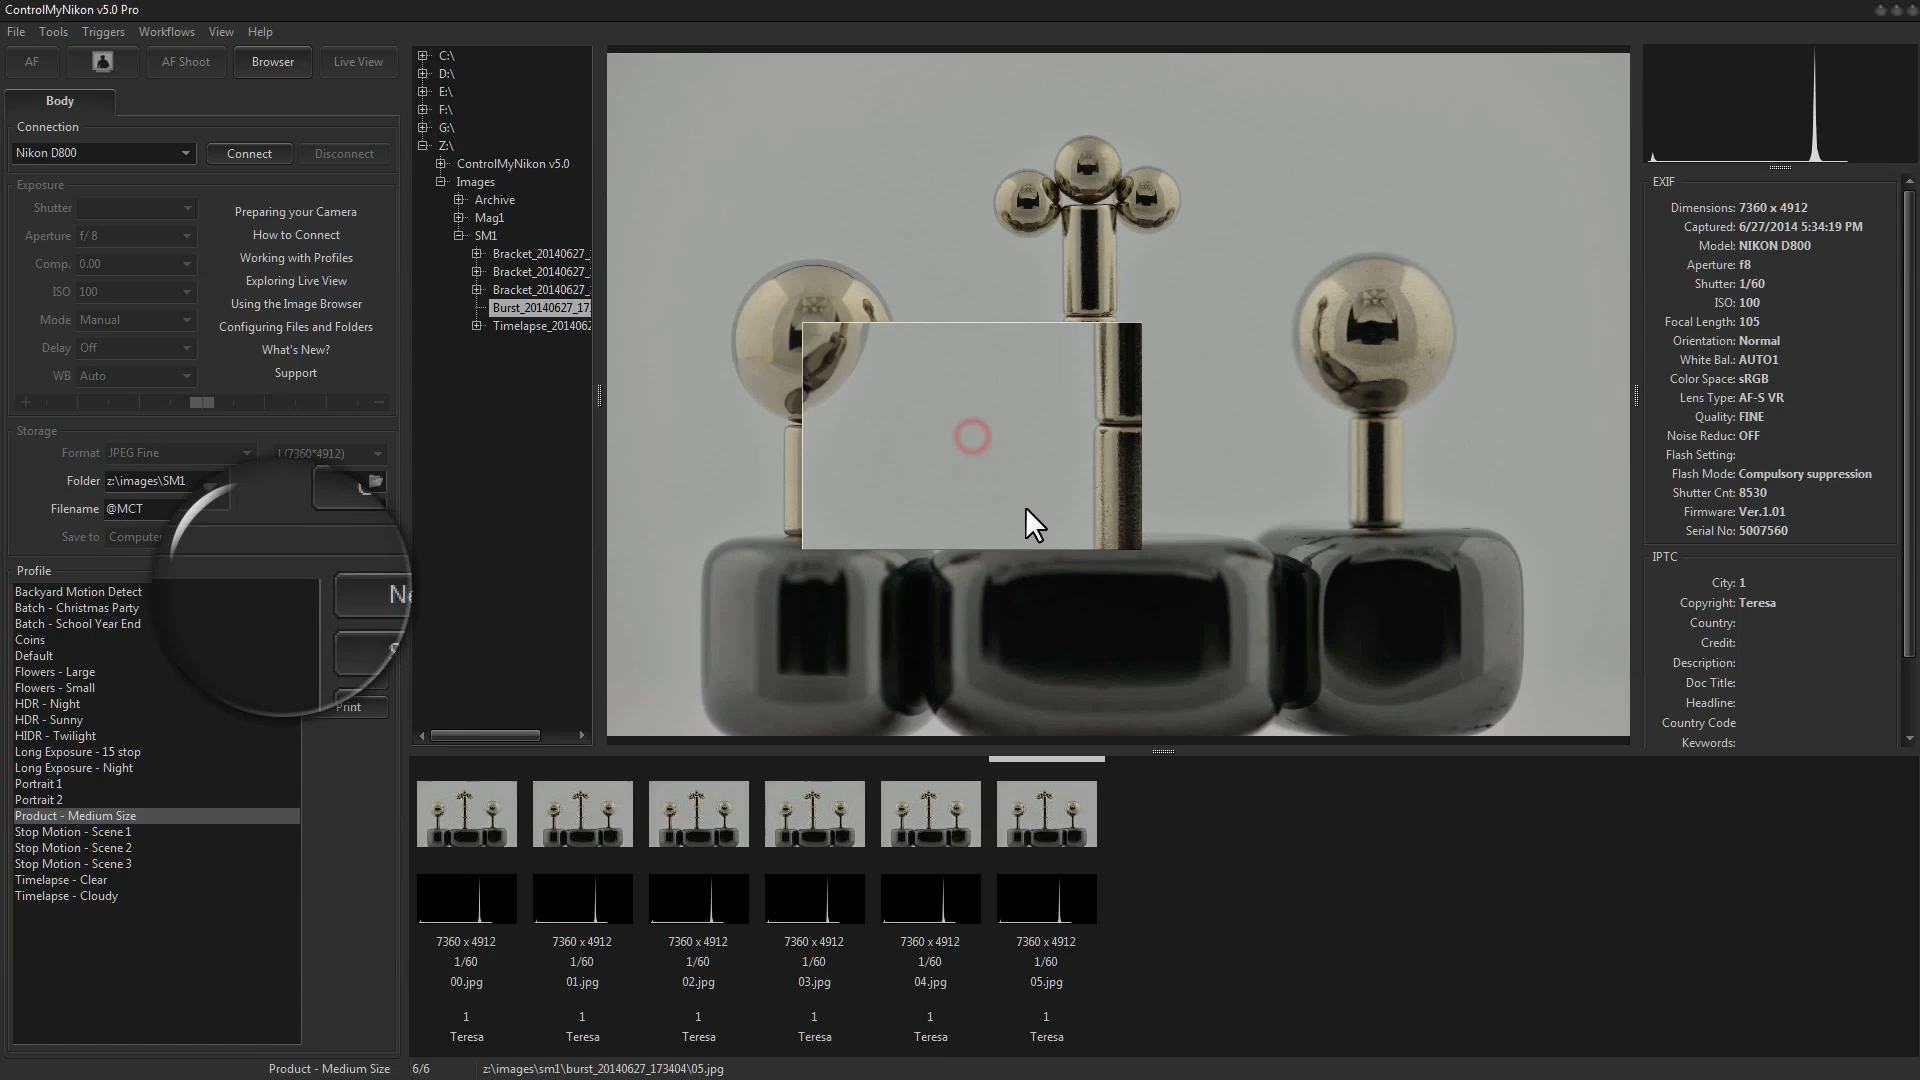 ControlMyNikon v5.0 Pro
File Tools Triggers Workflows View Help
AF AF Shoot Browser Live View
Body
Connection
Nikon D800 Connect Disconnect
Exposure
Shutter
Aperture f/ 8
Comp. 0.00
ISO 100
Mode Manual
Delay Off
WB Auto
Preparing your Camera
How to Connect
Working with Profiles
Exploring Live View
Using the Image Browser
Configuring Files and Folders
What's New?
Support
Storage
Format JPEG Fine L (7360*4912)
Folder z:\images\SM1
Filename @MCT
Save to Computer
Profile
Backyard Motion Detect
Batch - Christmas Party
Batch - School Year End
Coins
Default
Flowers - Large
Flowers - Small
HDR - Night
HDR - Sunny
HIDR - Twilight
Long Exposure - 15 stop
Long Exposure - Night
Portrait 1
Portrait 2
Product - Medium Size
Stop Motion - Scene 1
Stop Motion - Scene 2
Stop Motion - Scene 3
Timelapse - Clear
Timelapse - Cloudy
Print
C:\
D:\
E:\
F:\
G:\
Z:\
ControlMyNikon v5.0
Images
Archive
Mag1
SM1
Bracket_20140627_
Bracket_20140627_
Bracket_20140627_
Burst_20140627_17
Timelapse_201406
EXIF
Dimensions: 7360 x 4912
Captured: 6/27/2014 5:34:19 PM
Model: NIKON D800
Aperture: f8
Shutter: 1/60
ISO: 100
Focal Length: 105
Orientation: Normal
White Bal.: AUTO1
Color Space: sRGB
Lens Type: AF-S VR
Quality: FINE
Noise Reduc: OFF
Flash Setting:
Flash Mode: Compulsory suppression
Shutter Cnt: 8530
Firmware: Ver.1.01
Serial No: 5007560
IPTC
City: 1
Copyright: Teresa
Country:
Credit:
Description:
Doc Title:
Headline:
Country Code
Keywords:
7360 x 4912 7360 x 4912 7360 x 4912 7360 x 4912 7360 x 4912 7360 x 4912
1/60 1/60 1/60 1/60 1/60 1/60
00.jpg 01.jpg 02.jpg 03.jpg 04.jpg 05.jpg
1 1 1 1 1 1
Teresa Teresa Teresa Teresa Teresa Teresa
Product - Medium Size 6/6 z:\images\sm1\burst_20140627_173404\05.jpg